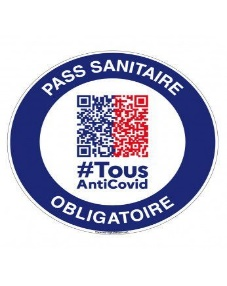 PASS SANITAIRE
#Tous
AntiCovid
OBLIGATOIRE